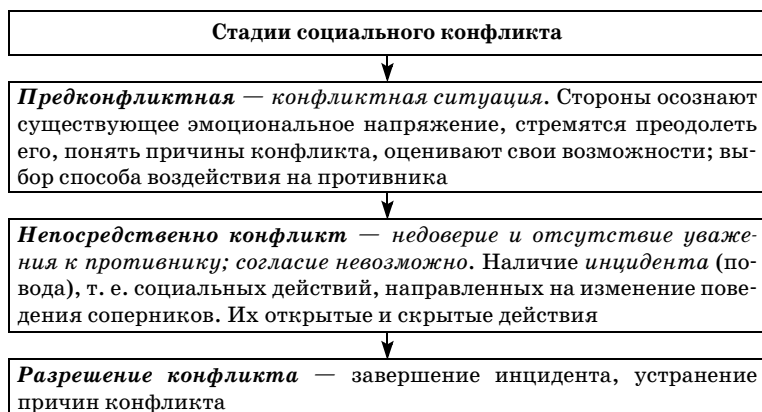 Стадии социального конфликта
Предконфликтная — конфликтная ситуация. Стороны осознают
существующее эмоциональное напряжение, стремятся преодолеть
его, понять причины конфликта, оценивают свои возможности; вы-
бор способа воздействия на противника
Непосредственно конфликт — недоверие и отсутствие уваже-
ния к противнику; согласие невозможно. Наличие инцидента (по-
вода), т. е. социальных действий, направленных на изменение пове-
дения соперников. Их открытые и скрытые действия
Разрешение конфликта — завершение инцидента, устранение
причин конфликта